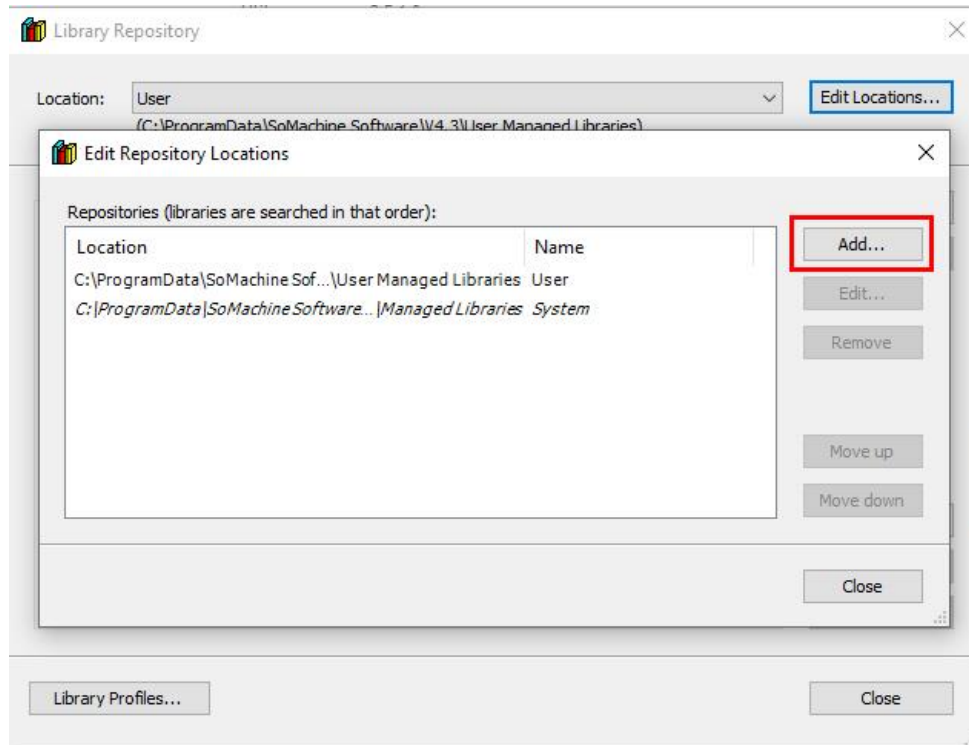 Library Repository
Location: User Edit Locations...
(C:\ProgramData\SoMachine Software\V4.3\User Managed Libraries)
Edit Repository Locations
Repositories (libraries are searched in that order):
Location Name
C:\ProgramData\SoMachine Sof...\User Managed Libraries User
C:|ProgramData|SoMachine Software...|Managed Libraries System
Add...
Edit...
Remove
Move up
Move down
Close
Library Profiles... Close